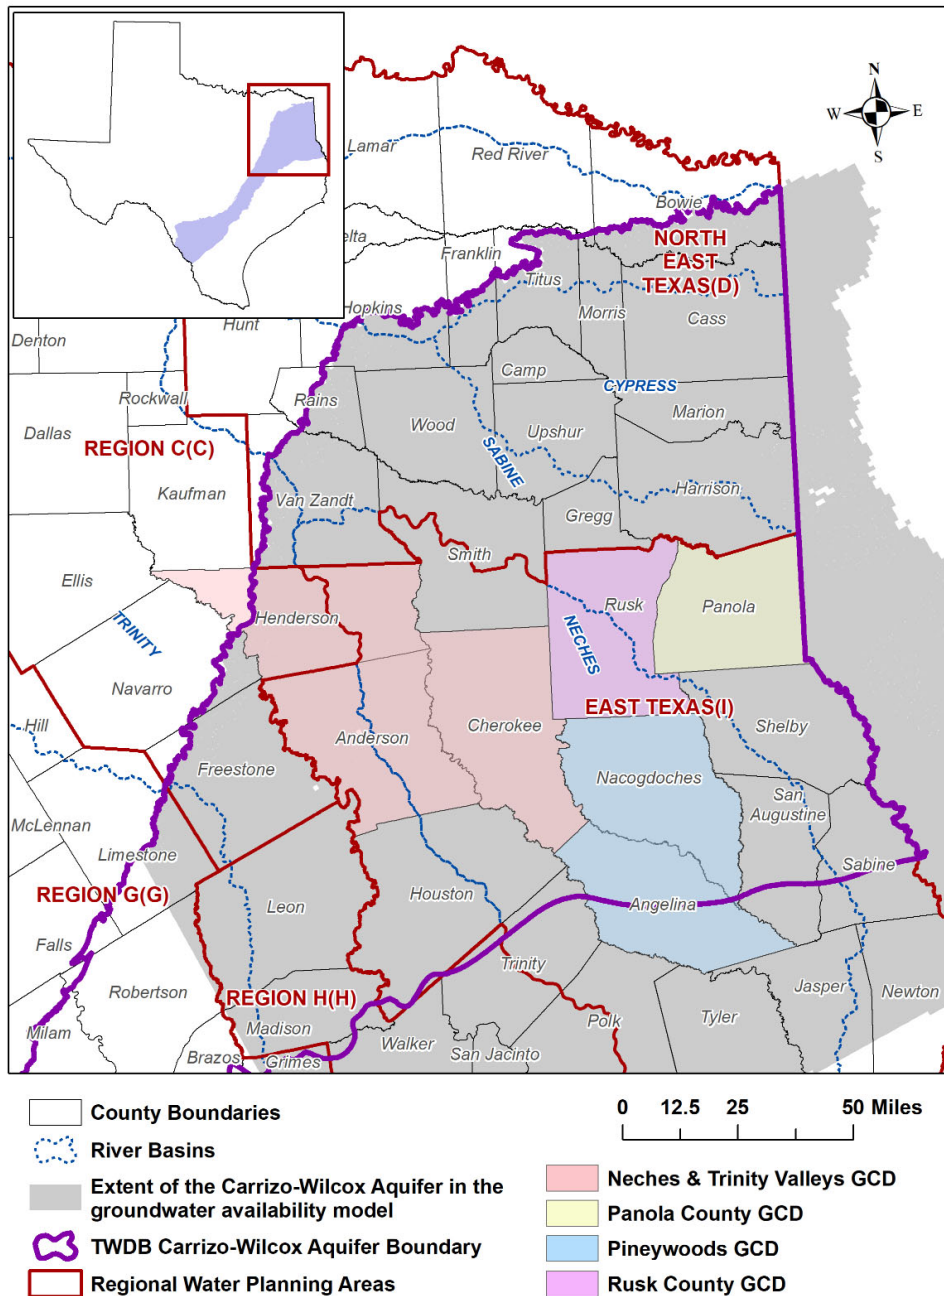 N
W E
S
Lamar
Red River
Bowie
elta
Franklin
NORTH
EAST
TEXAS(D)
Titus
Hopkins
Morris
Cass
Hunt
Denton
Camp
CYPRESS
Rockwall
Rains
Marion
Dallas
Wood
Upshur
REGION C(C)
SABINE
Kaufman
Van Zandt
Harrison
Gregg
Smith
Ellis
Rusk
Panola
Henderson
TRINITY
NECHES
Navarro
EAST TEXAS(I)
Hill
Cherokee
Shelby
Anderson
Freestone
Nacogdoches
San
Augustine
McLennan
Limestone
Sabine
REGION G(G)
Leon
Houston
Angelina
Falls
Trinity
Robertson
REGION H(H)
Jasper
Newton
Milam
Madison
Polk
Tyler
Walker
San Jacinto
Brazos
Grimes
County Boundaries
River Basins
Extent of the Carrizo-Wilcox Aquifer in the
groundwater availability model
TWDB Carrizo-Wilcox Aquifer Boundary
Regional Water Planning Areas
0 12.5 25 50 Miles
Neches & Trinity Valleys GCD
Panola County GCD
Pineywoods GCD
Rusk County GCD